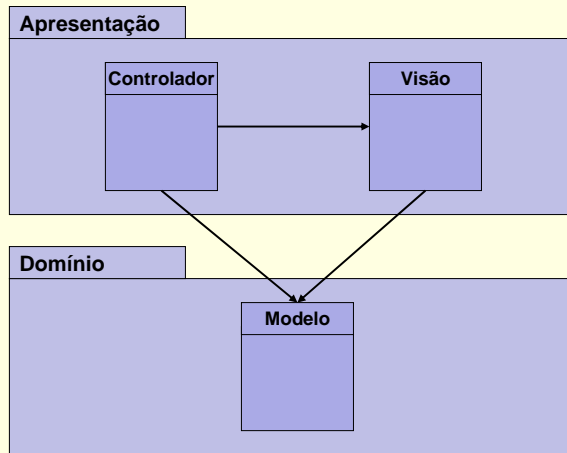 Apresentação
Controlador
Visão
Domínio
Modelo